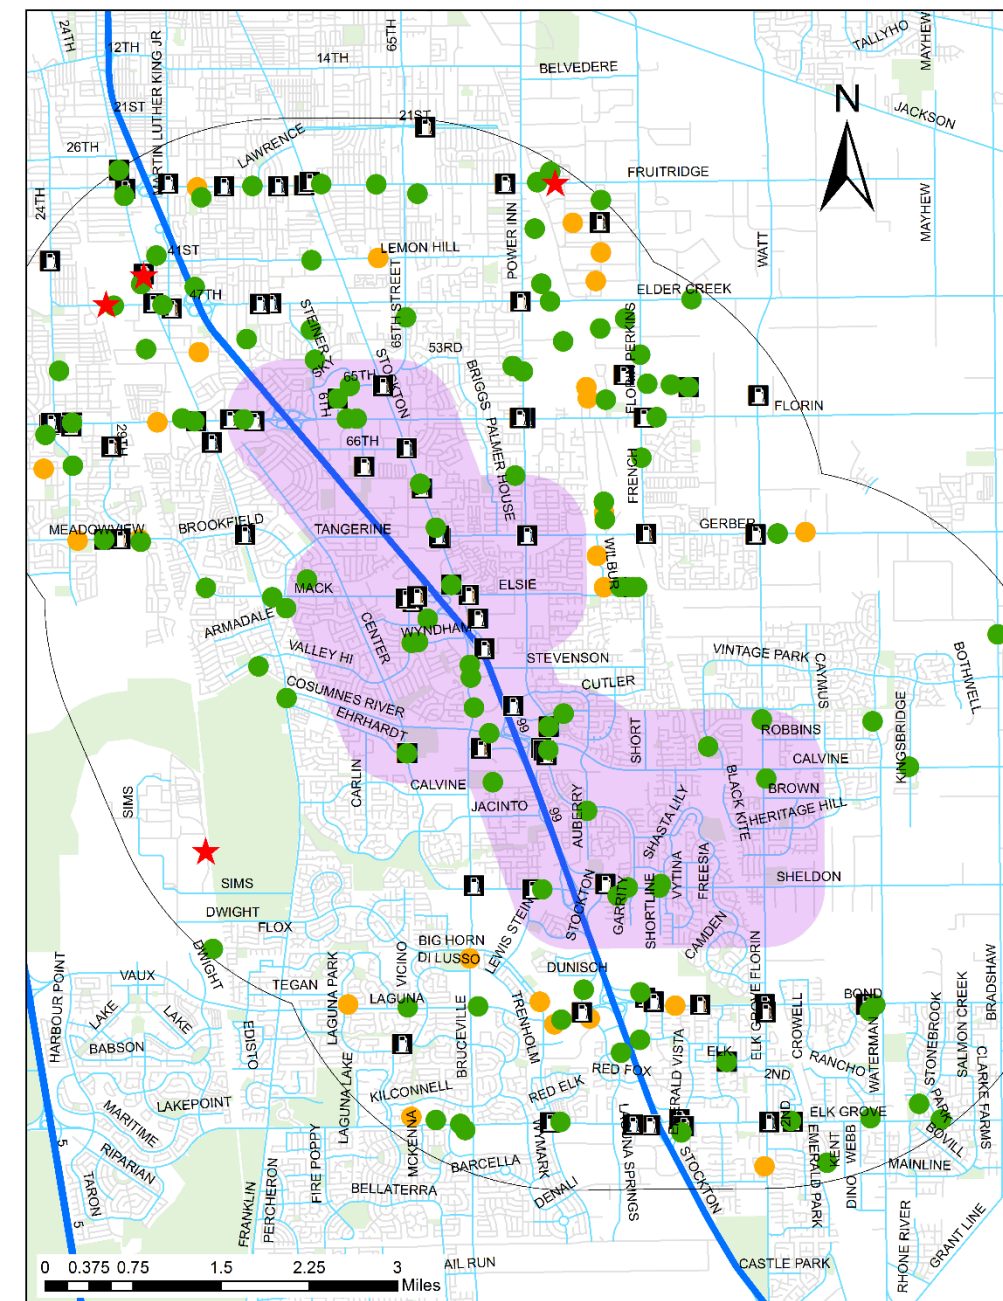 24TH
12TH
65TH
14TH
BELVEDERE
TALLYHO
MAYHEW
MARTIN LUTHER KING JR
21ST
21ST
JACKSON
N
26TH
LAWRENCE
FRUITRIDGE
24TH
MAYHEW
41ST
LEMON HILL
POWER INN
WATT
47TH
65TH STREET
ELDER CREEK
STEINER
SKY
STOCKTON
53RD
BRIGGS
FLORIN PERKINS
65TH
6TH
PALMER HOUSE
FLORIN
29TH
66TH
FRENCH
MEADOWVIEW
BROOKFIELD
TANGERINE
GERBER
WILBUR
MACK
ELSIE
ARMADALE
CENTER
WYNDHAM
VALLEY HI
STEVENSON
VINTAGE PARK
CAYMUS
BOTHWELL
COSUMNES RIVER
CUTLER
EHRHARDT
99
SHORT
ROBBINS
KINGSBRIDGE
CALVINE
CARLIN
CALVINE
BLACK KITE
BROWN
SIMS
JACINTO
99
AUBERRY
SHASTA LILY
HERITAGE HILL
VYTINA
FREESIA
SIMS
SHELDON
STOCKTON
GARRITY
SHORTLINE
DWIGHT
FLOX
LEWIS STEIN
CAMDEN
BIG HORN
DI LUSSO
DWIGHT
HARBOUR POINT
VAUX
TEGAN
LAGUNA PARK
VICINO
DUNISCH
ELK GROVE FLORIN
BRADSHAW
LAKE
LAKE
LAGUNA
BRUCEVILLE
TRENHOLM
CROWELL
BOND
STONEBROOK
SALMON CREEK
BABSON
EDISTO
EMERALD VISTA
ELK
RANCHO
WATERMAN
LAGUNA LAKE
RED FOX
2ND
CLARKE FARMS
KILCONNELL
RED ELK
LAKEPOINT
MARITIME
MCKENNA
2ND
ELK GROVE
PARK
BOVILL
RIPARIAN
FIRE POPPY
WYMARK
LAGUNA SPRINGS
KENT
WEBB
5
BARCELLA
STOCKTON
EMERALD PARK
MAINLINE
TARON
FRANKLIN
PERCHERON
BELLATERRA
DENALI
DINO
RHONE RIVER
GRANT LINE
5
AIL RUN
CASTLE PARK
0 0.375 0.75 1.5 2.25 3
Miles